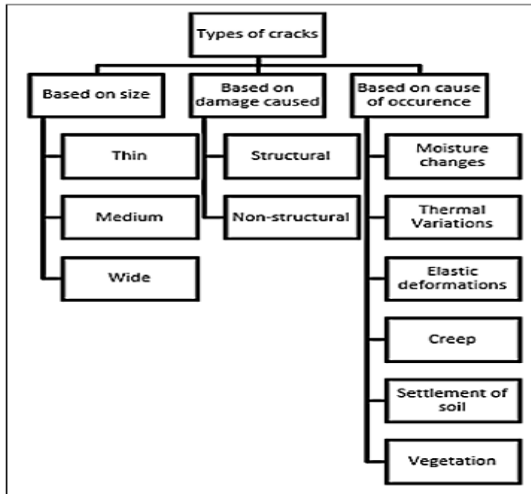 Types of cracks
Based on size
Based on
damage caused
Based on cause
of occurence
Thin
Medium
Wide
Structural
Non-structural
Moisture
changes
Thermal
Variations
Elastic
deformations
Creep
Settlement of
soil
Vegetation